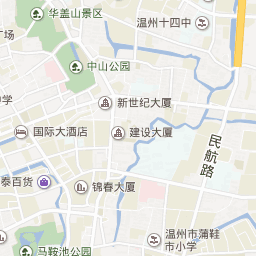 华盖山景区
温州十四中
广场
中山公园
中学
新世纪大厦
国际大酒店
建设大厦
民航路
泰百货
锦春大厦
温州市蒲鞋
市小学
马鞍池公园